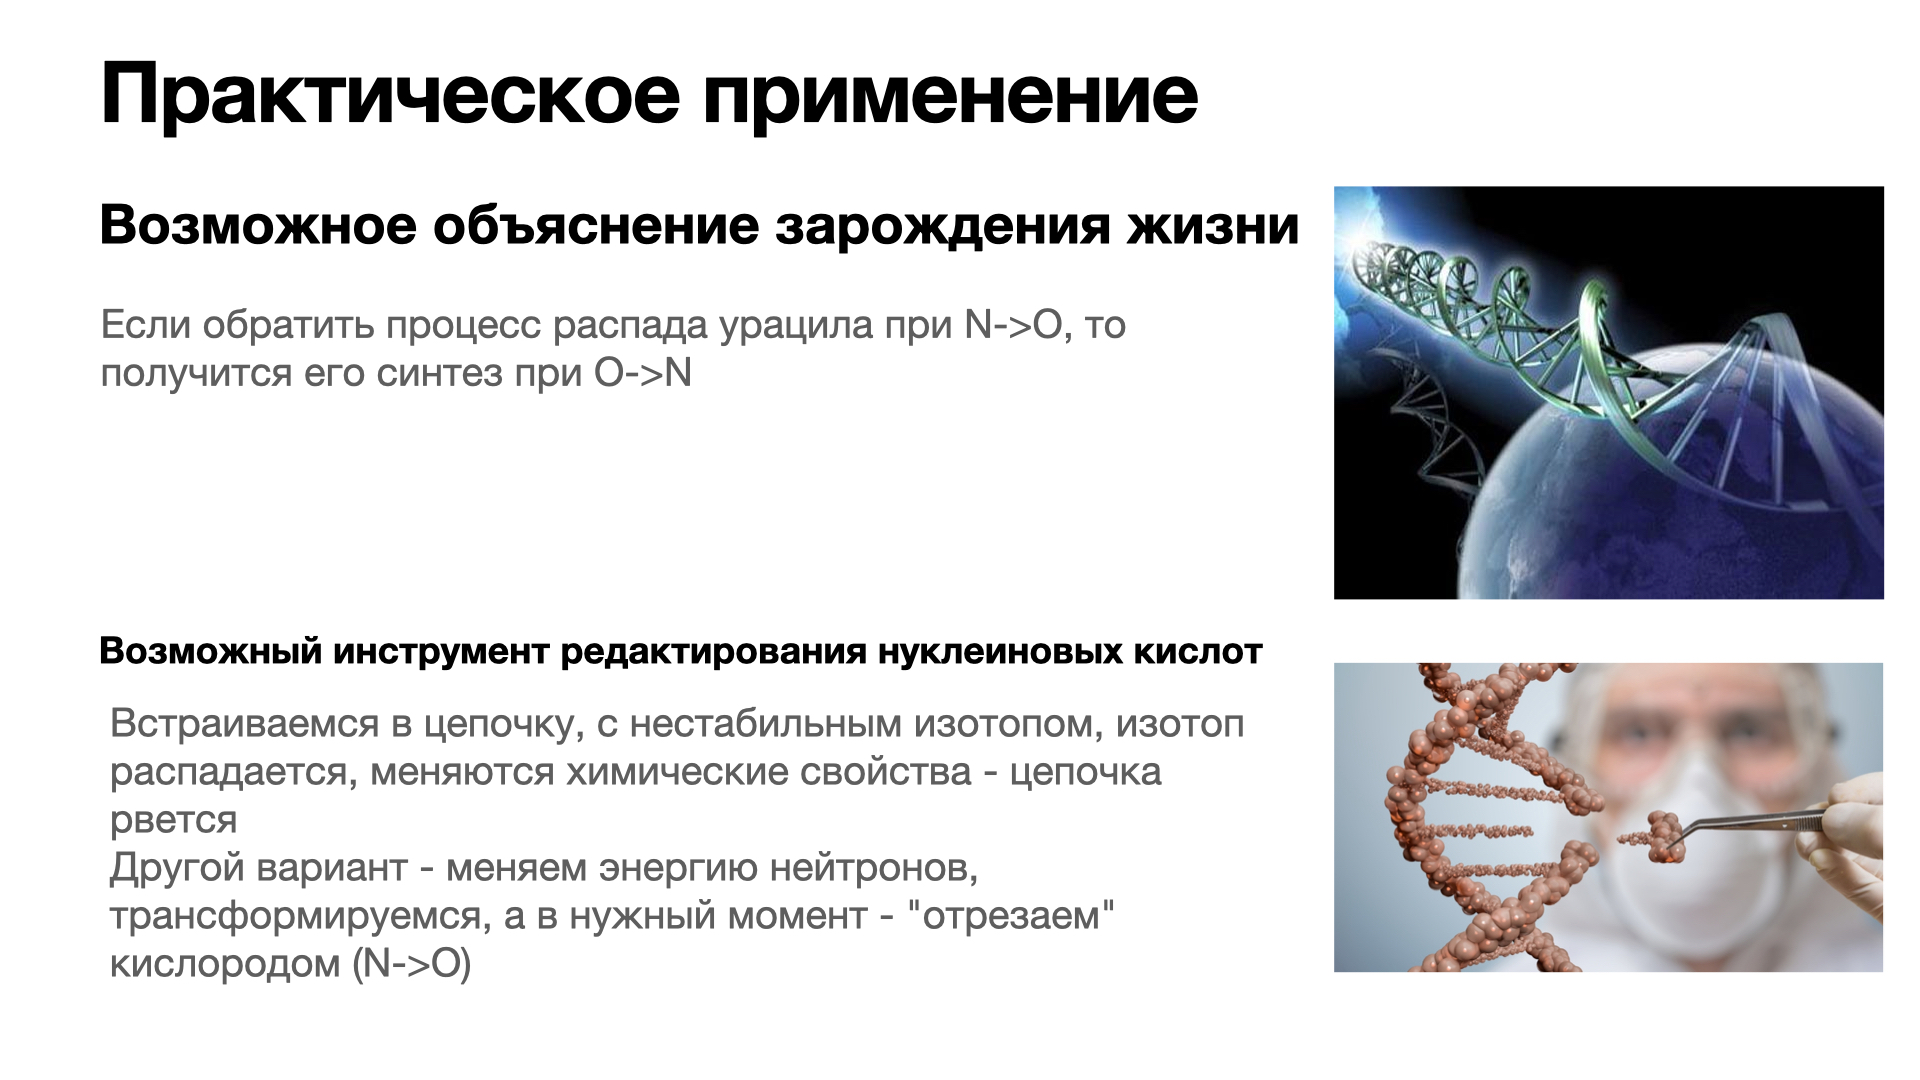 Практическое применение
Возможное объяснение зарождения жизни
Если обратить процесс распада урацила при N->O, то
получится его синтез при O->N
Возможный инструмент редактирования нуклеиновых кислот
Встраиваемся в цепочку, с нестабильным изотопом, изотоп
распадается, меняются химические свойства - цепочка
рвется
Другой вариант - меняем энергию нейтронов,
трансформируемся, а в нужный момент - "отрезаем"
кислородом (N->O)